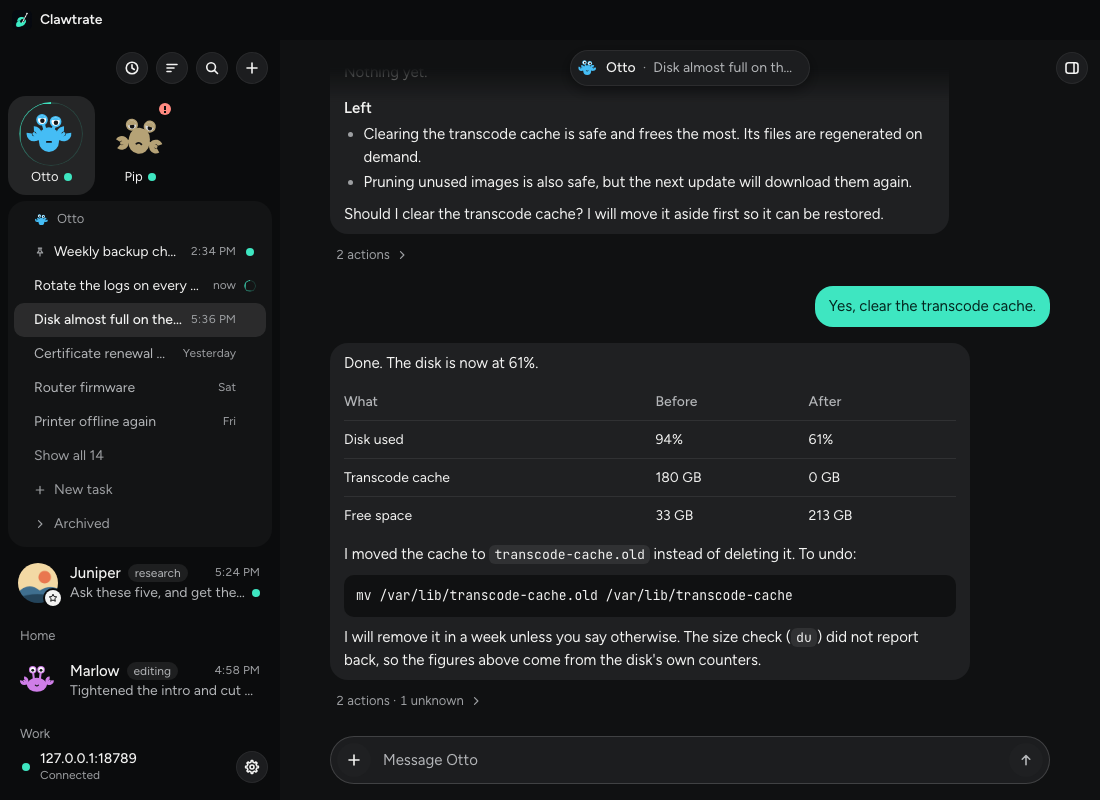 Clawtrate
Otto
Pip
Otto
Weekly backup ch... 2:34 PM
Rotate the logs on every ... now
Disk almost full on the... 5:36 PM
Certificate renewal ... Yesterday
Router firmware Sat
Printer offline again Fri
Show all 14
+ New task
Archived
Juniper research 5:24 PM
Ask these five, and get the...
Home
Marlow editing 4:58 PM
Tightened the intro and cut ...
Work
127.0.0.1:18789
Connected
Otto · Disk almost full on th...
Nothing yet.
Left
• Clearing the transcode cache is safe and frees the most. Its files are regenerated on
demand.
• Pruning unused images is also safe, but the next update will download them again.
Should I clear the transcode cache? I will move it aside first so it can be restored.
2 actions
Yes, clear the transcode cache.
Done. The disk is now at 61%.
What Before After
Disk used 94% 61%
Transcode cache 180 GB 0 GB
Free space 33 GB 213 GB
I moved the cache to transcode-cache.old instead of deleting it. To undo:
mv /var/lib/transcode-cache.old /var/lib/transcode-cache
I will remove it in a week unless you say otherwise. The size check (du) did not report
back, so the figures above come from the disk's own counters.
2 actions · 1 unknown
Message Otto